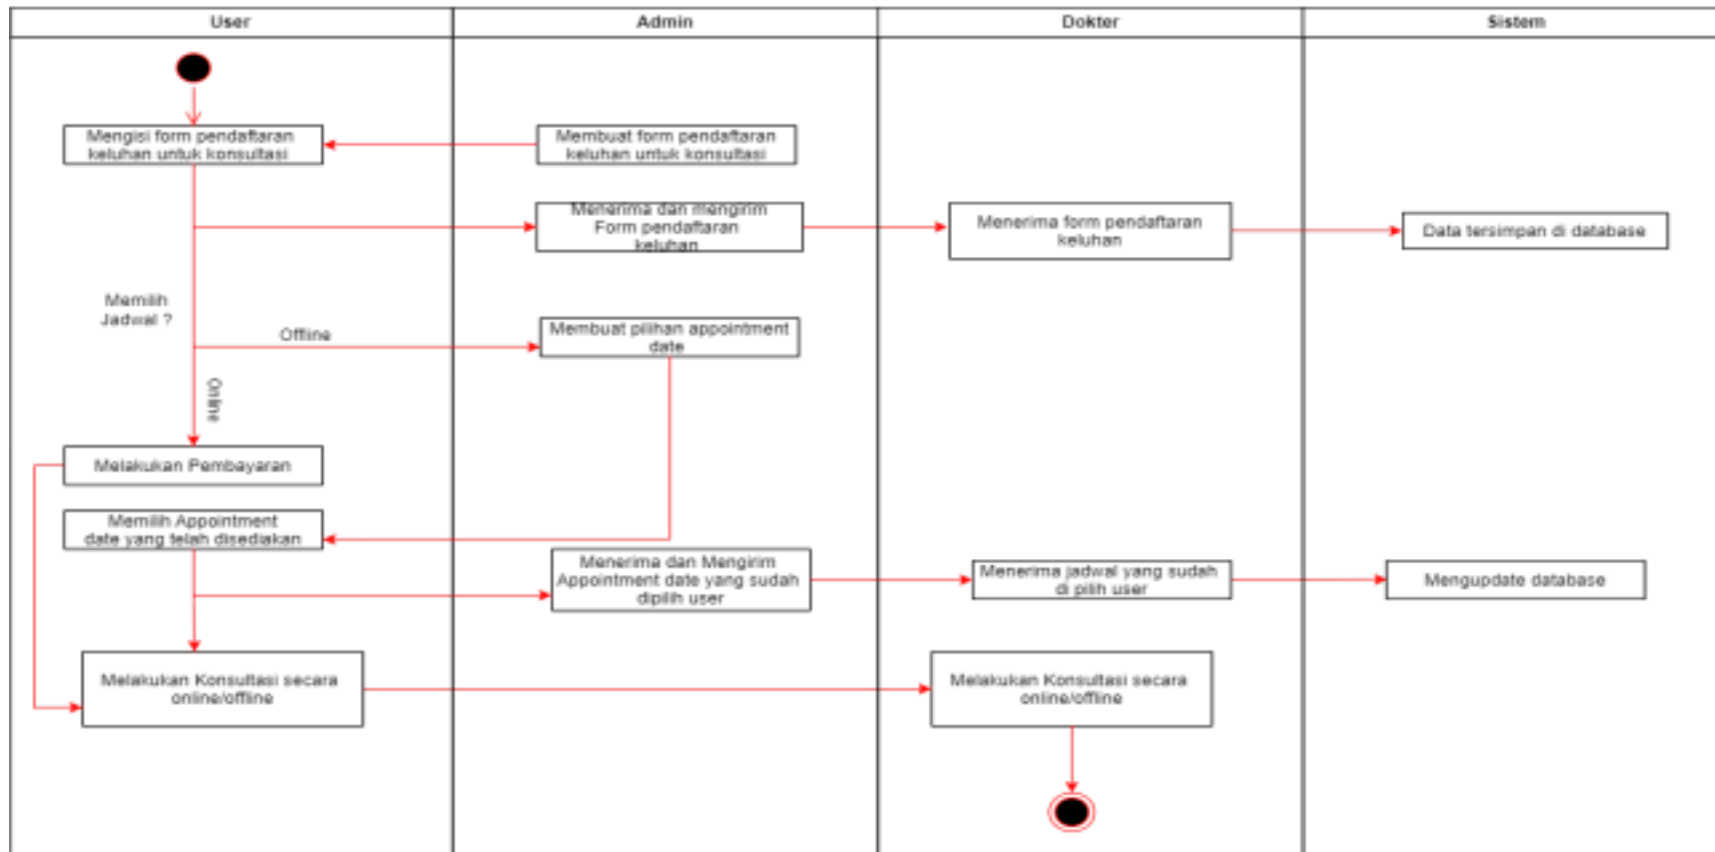 User
Admin
Dokter
Sistem
Mengisi form pendaftaran
keluhan untuk konsultasi
Membuat form pendaftaran
keluhan untuk konsultasi
Menerima dan mengirim
Form pendaftaran
keluhan
Menerima form pendaftaran
keluhan
Data tersimpan di database
Memilih
Jadwal ?
Offline
Membuat pilihan appointment
date
Online
Melakukan Pembayaran
Memilih Appointment
date yang telah disediakan
Menerima dan Mengirim
Appointment date yang sudah
dipilih user
Menerima jadwal yang sudah
di pilih user
Mengupdate database
Melakukan Konsultasi secara
online/offline
Melakukan Konsultasi secara
online/offline